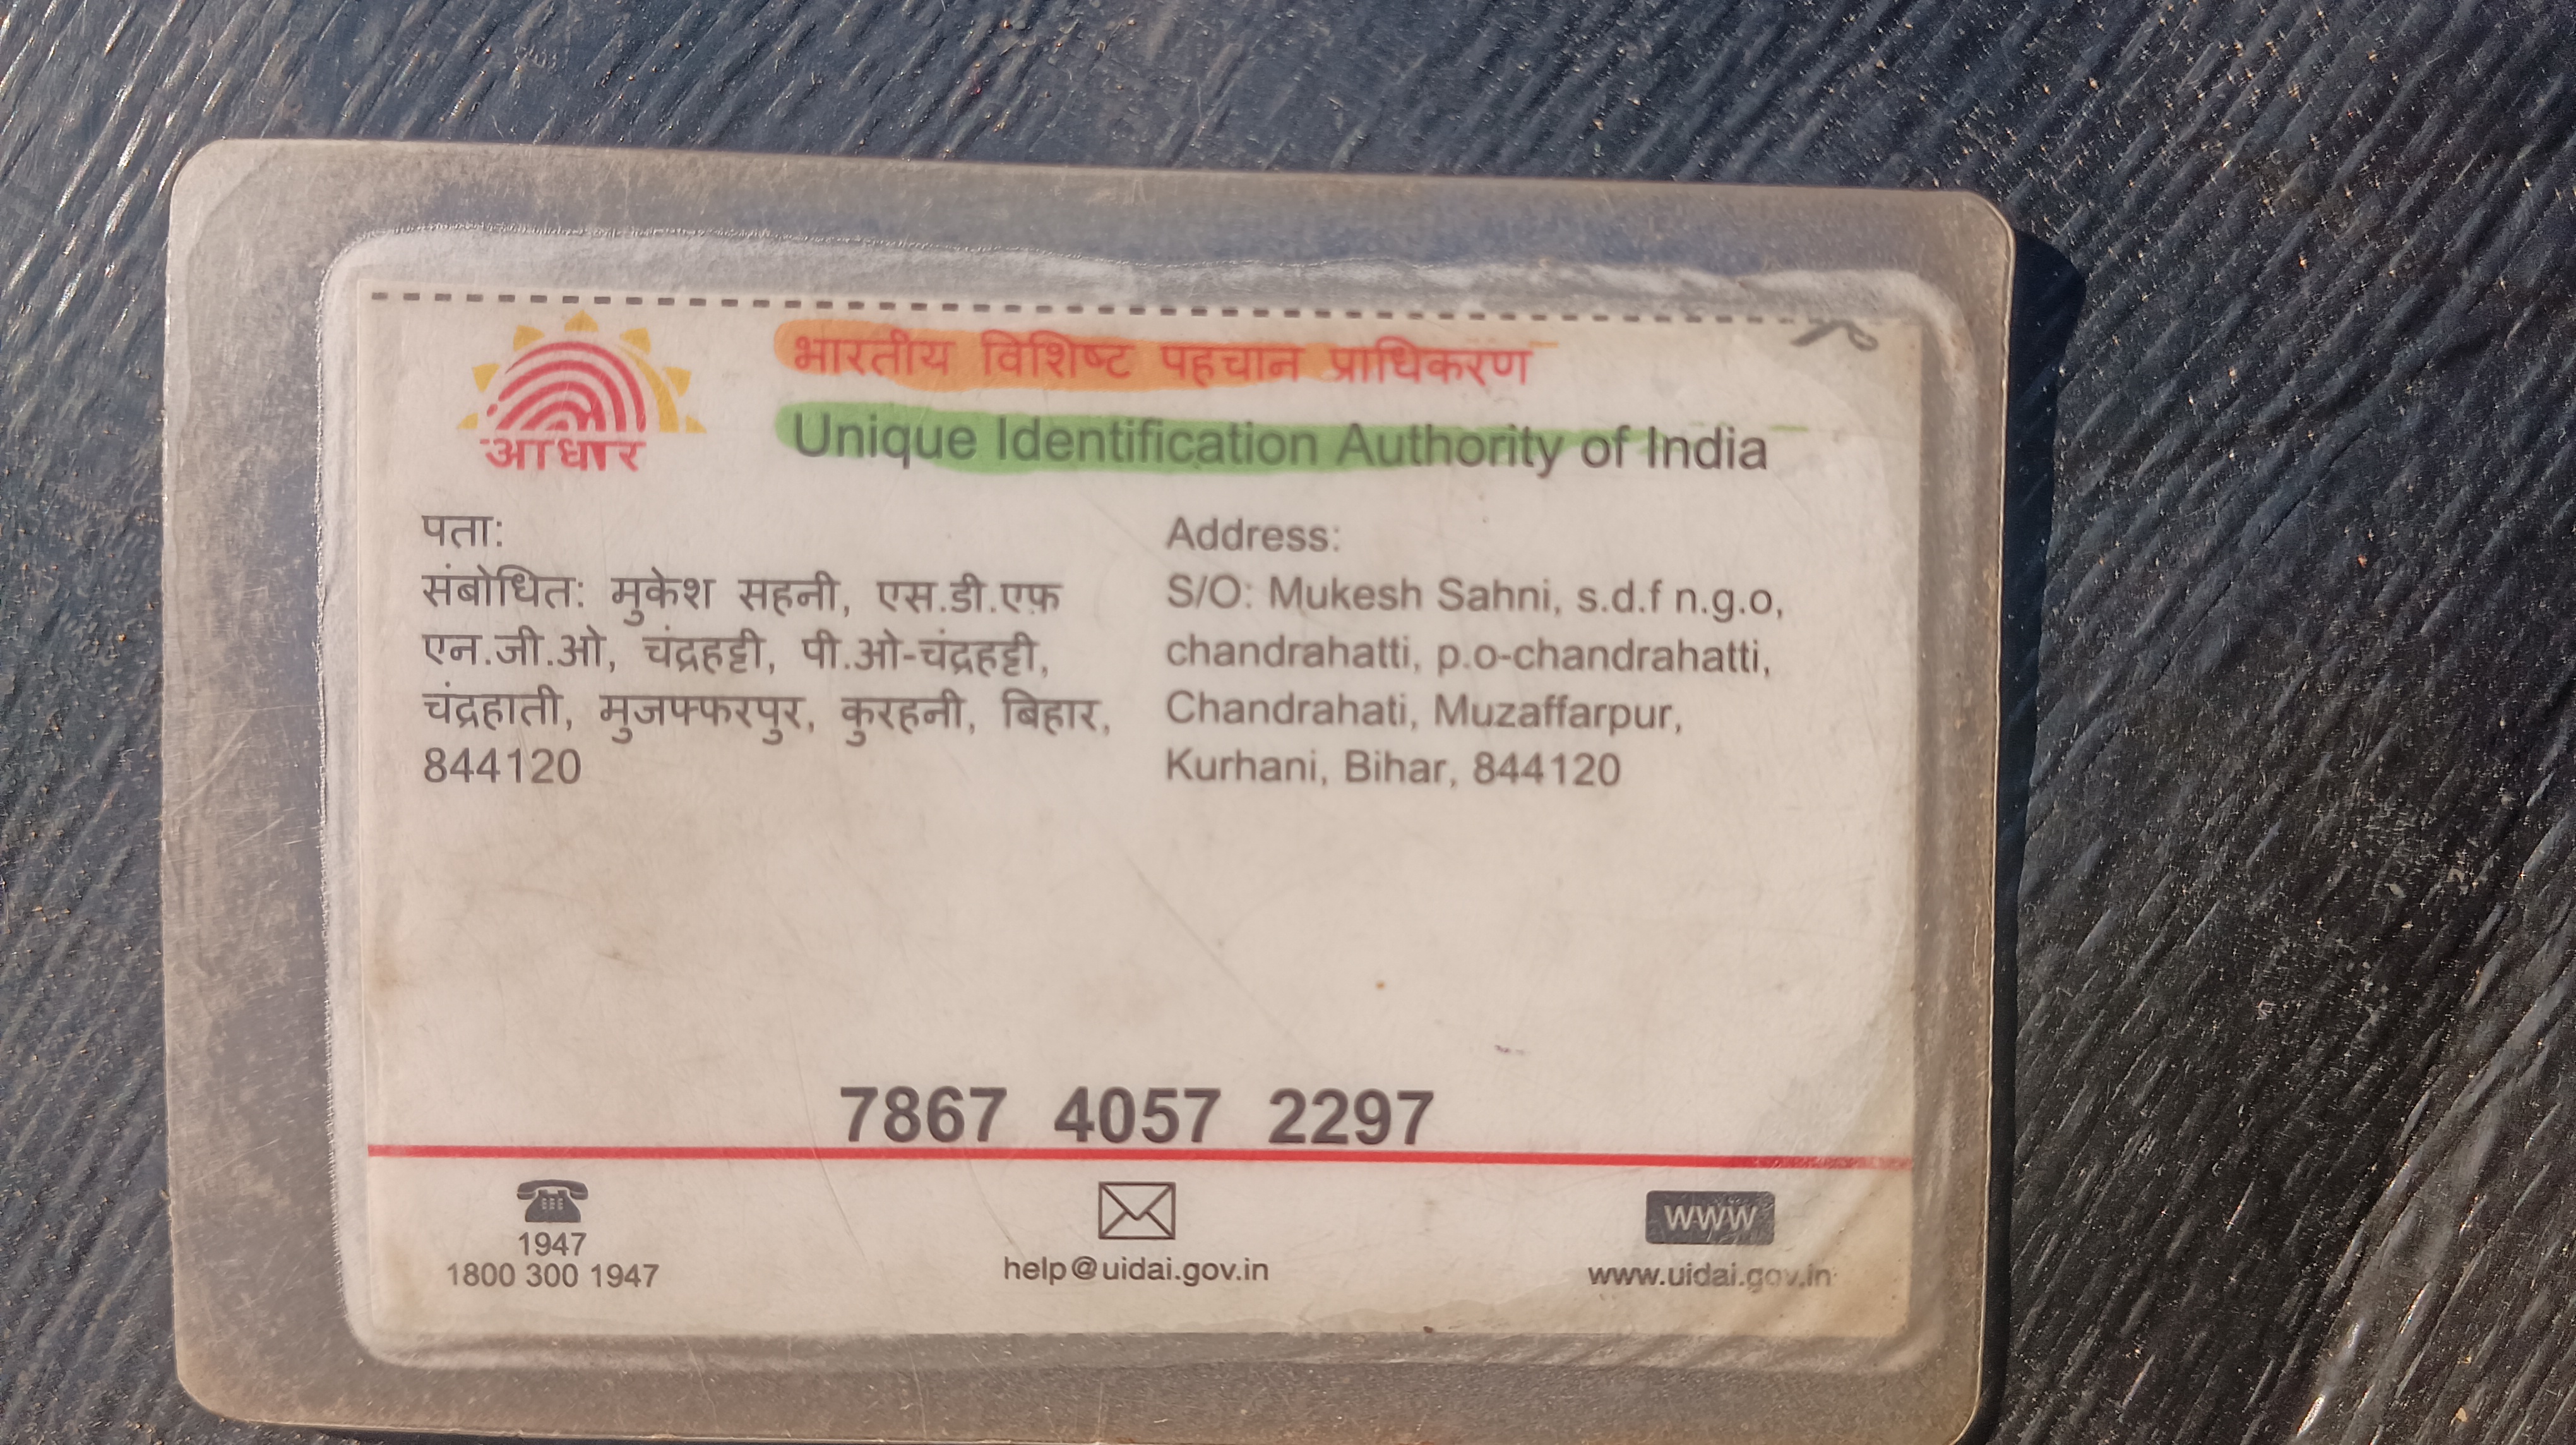 भारतीय विशिष्ट पहचान प्राधिकरण
आधार
Unique Identification Authority of India
पता:
संबोधित: मुकेश सहनी, एस.डी.एफ़
एन.जी.ओ, चंद्रहट्टी, पी.ओ-चंद्रहट्टी,
चंद्रहाती, मुजफ्फरपुर, कुरहनी, बिहार,
844120
Address:
S/O: Mukesh Sahni, s.d.f n.g.o,
chandrahatti, p.o-chandrahatti,
Chandrahati, Muzaffarpur,
Kurhani, Bihar, 844120
7867 4057 2297
1947
1800 300 1947
help@uidai.gov.in
WWW
www.uidai.gov.in